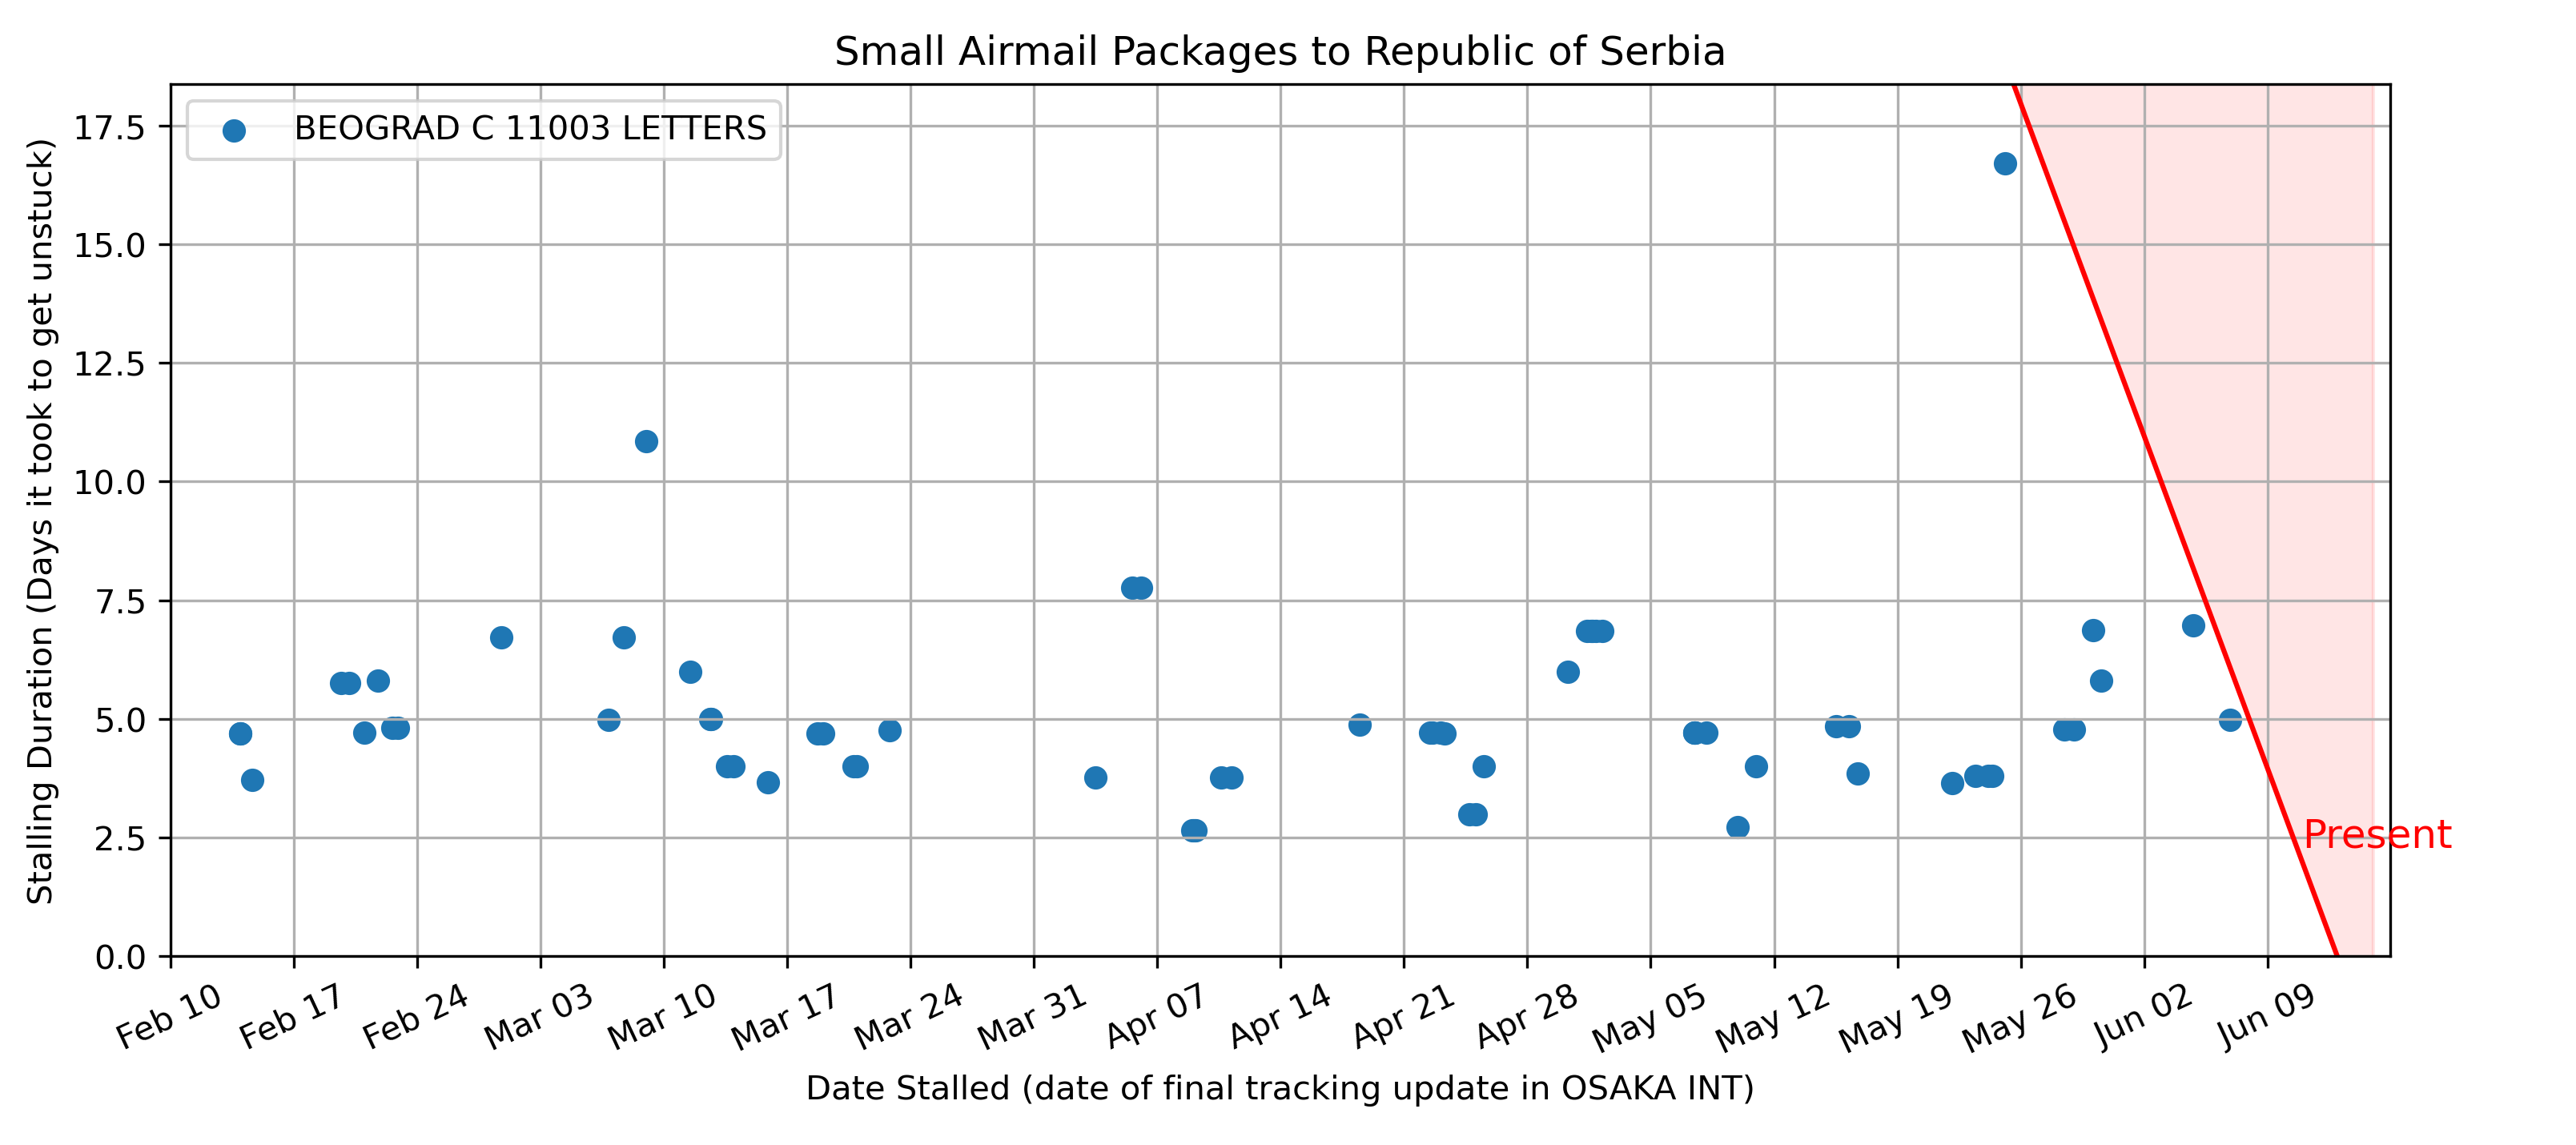 Small Airmail Packages to Republic of Serbia
BEOGRAD C 11003 LETTERS
Stalling Duration (Days it took to get unstuck)
17.5
15.0
12.5
10.0
7.5
5.0
2.5
0.0
Present
Feb 10
Feb 17
Feb 24
Mar 03
Mar 10
Mar 17
Mar 24
Mar 31
Apr 07
Apr 14
Apr 21
Apr 28
May 05
May 12
May 19
May 26
Jun 02
Jun 09
Date Stalled (date of final tracking update in OSAKA INT)